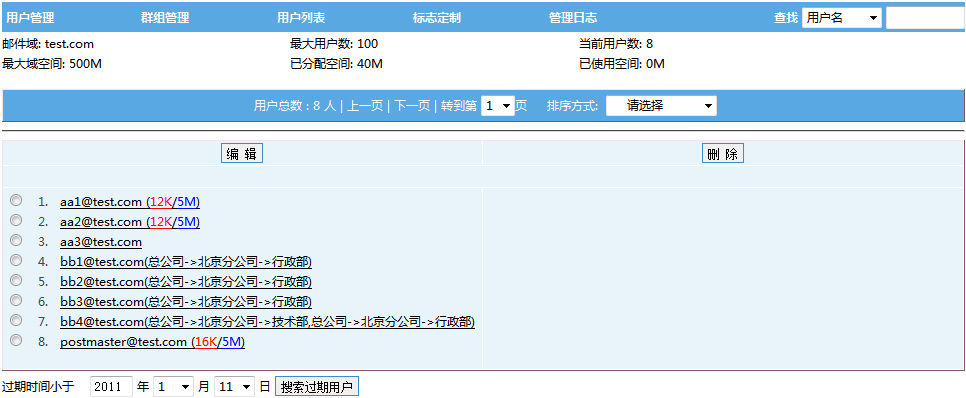 用户管理 群组管理 用户列表 标志定制 管理日志 查找 用户名
邮件域: test.com 最大用户数: 100 当前用户数: 8
最大域空间: 500M 已分配空间: 40M 已使用空间: 0M
用户总数 : 8 人 | 上一页 | 下一页 | 转到第 1 页 排序方式: 请选择
编 辑 删 除
1. aa1@test.com (12K/5M)
2. aa2@test.com (12K/5M)
3. aa3@test.com
4. bb1@test.com(总公司->北京分公司->行政部)
5. bb2@test.com(总公司->北京分公司->行政部)
6. bb3@test.com(总公司->北京分公司->行政部)
7. bb4@test.com(总公司->北京分公司->技术部,总公司->北京分公司->行政部)
8. postmaster@test.com (16K/5M)
过期时间小于 2011 年 1 月 11 日 搜索过期用户